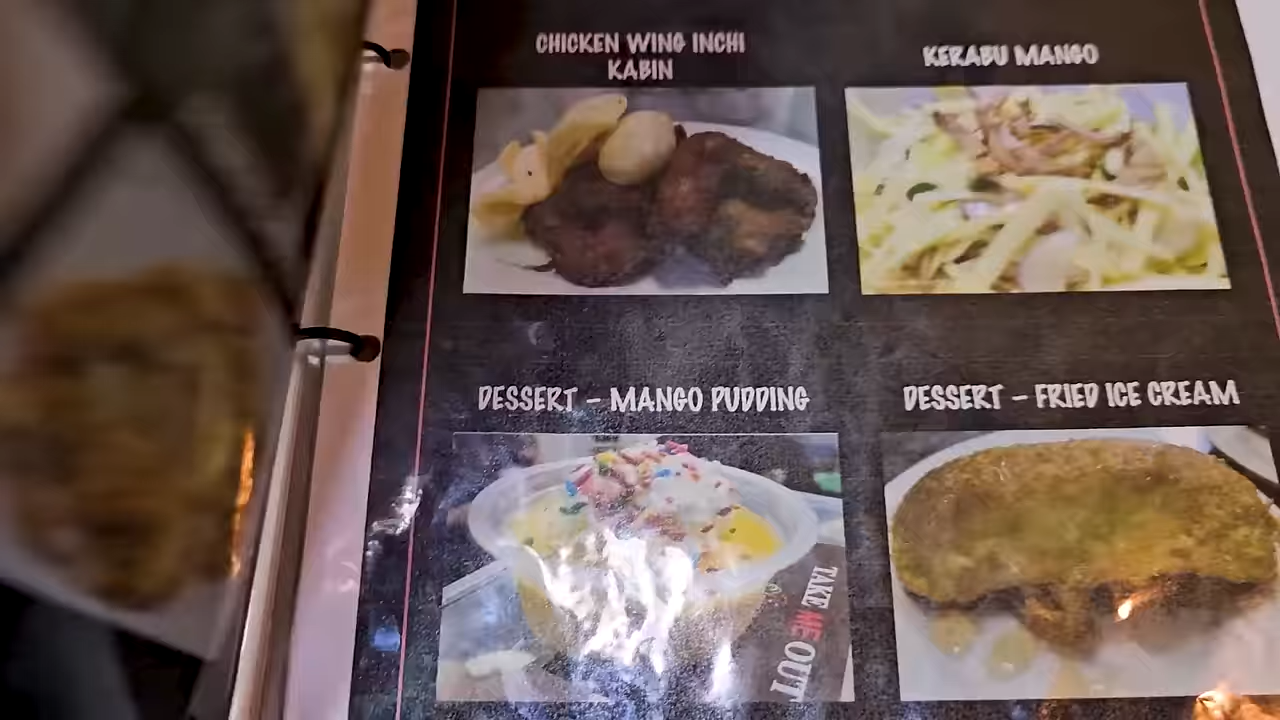 CHICKEN WING INCHI
KABIN
KERABU MANGO
DESSERT – MANGO PUDDING
DESSERT – FRIED ICE CREAM
TAKE ME OUT